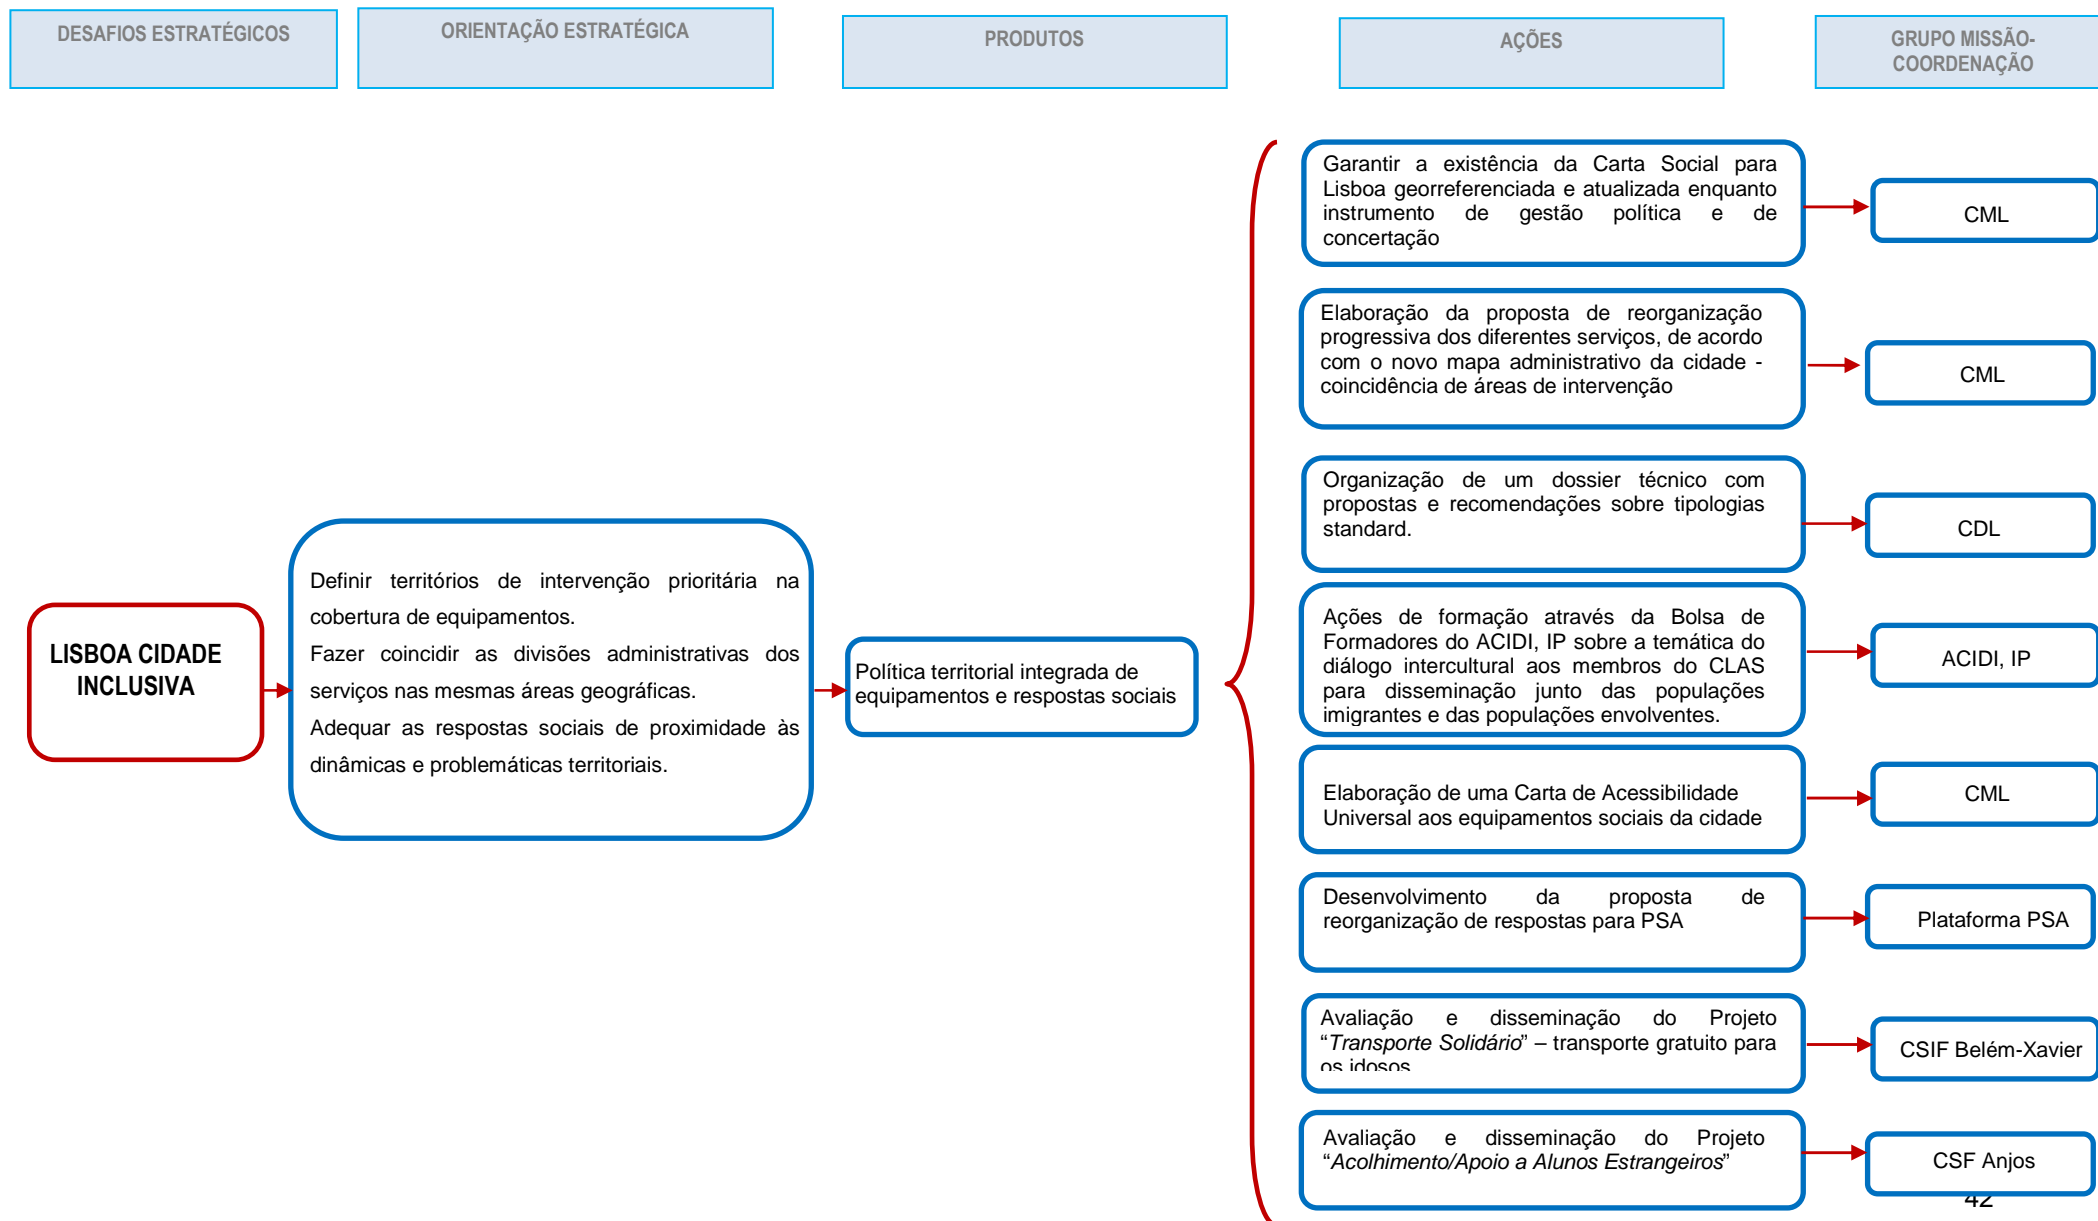 DESAFIOS ESTRATÉGICOS
ORIENTAÇÃO ESTRATÉGICA
PRODUTOS
AÇÕES
GRUPO MISSÃO-
COORDENAÇÃO
LISBOA CIDADE
INCLUSIVA
Definir territórios de intervenção prioritária na
cobertura de equipamentos.
Fazer coincidir as divisões administrativas dos
serviços nas mesmas áreas geográficas.
Adequar as respostas sociais de proximidade às
dinâmicas e problemáticas territoriais.
Política territorial integrada de
equipamentos e respostas sociais
Garantir a existência da Carta Social para
Lisboa georreferenciada e atualizada enquanto
instrumento de gestão política e de
concertação
CML
Elaboração da proposta de reorganização
progressiva dos diferentes serviços, de acordo
com o novo mapa administrativo da cidade -
coincidência de áreas de intervenção
CML
Organização de um dossier técnico com
propostas e recomendações sobre tipologias
standard.
CDL
Ações de formação através da Bolsa de
Formadores do ACIDI, IP sobre a temática do
diálogo intercultural aos membros do CLAS
para disseminação junto das populações
imigrantes e das populações envolventes.
ACIDI, IP
Elaboração de uma Carta de Acessibilidade
Universal aos equipamentos sociais da cidade
CML
Desenvolvimento da proposta de
reorganização de respostas para PSA
Plataforma PSA
Avaliação e disseminação do Projeto
“Transporte Solidário” – transporte gratuito para
os idosos
CSIF Belém-Xavier
Avaliação e disseminação do Projeto
“Acolhimento/Apoio a Alunos Estrangeiros”
CSF Anjos
42